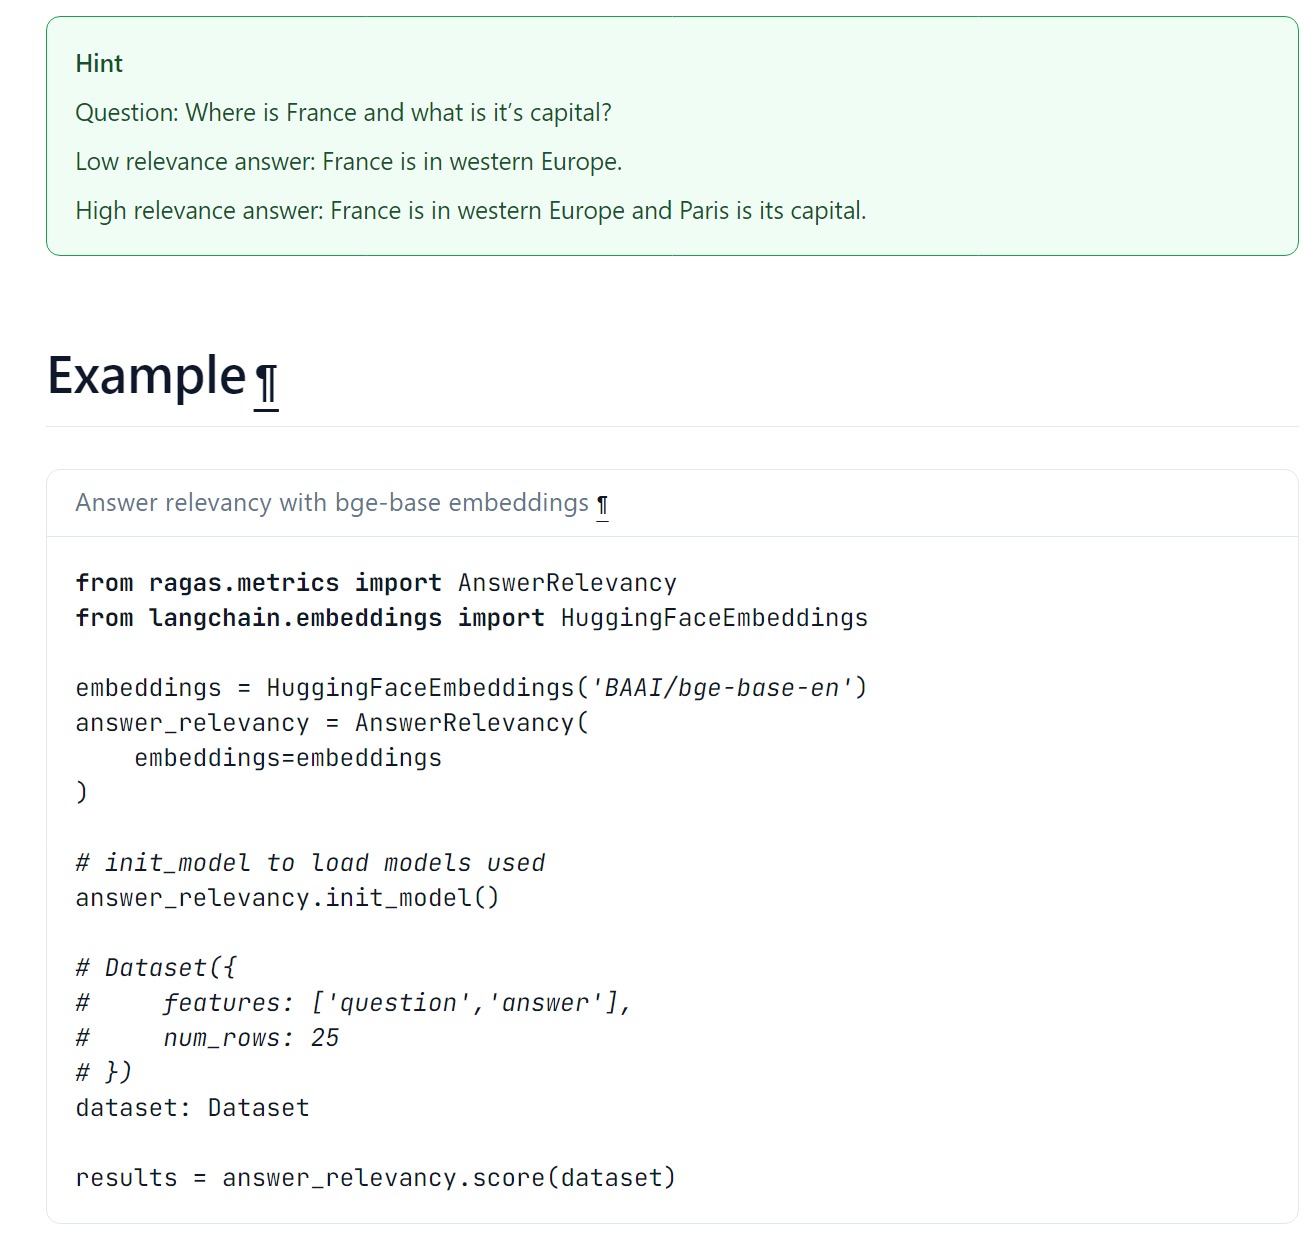 Hint
Question: Where is France and what is it’s capital?
Low relevance answer: France is in western Europe.
High relevance answer: France is in western Europe and Paris is its capital.
Example¶
Answer relevancy with bge-base embeddings ¶
from ragas.metrics import AnswerRelevancy
from langchain.embeddings import HuggingFaceEmbeddings
embeddings = HuggingFaceEmbeddings('BAAI/bge-base-en')
answer_relevancy = AnswerRelevancy(
    embeddings=embeddings
)
# init_model to load models used
answer_relevancy.init_model()
# Dataset({
#     features: ['question','answer'],
#     num_rows: 25
# })
dataset: Dataset
results = answer_relevancy.score(dataset)